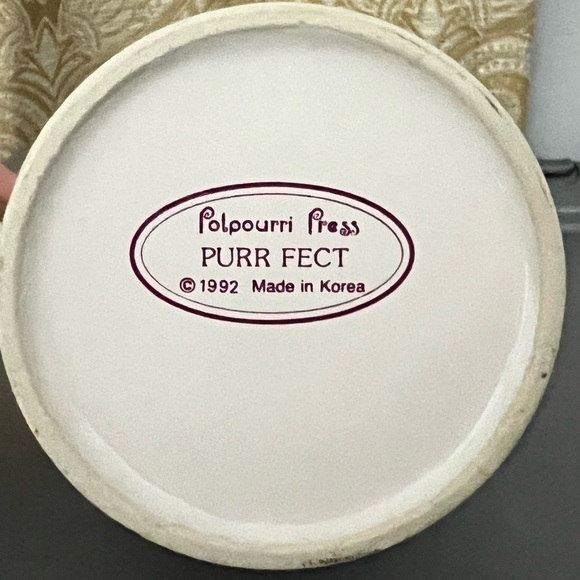 Potpourri Press
PURR FECT
© 1992 Made in Korea